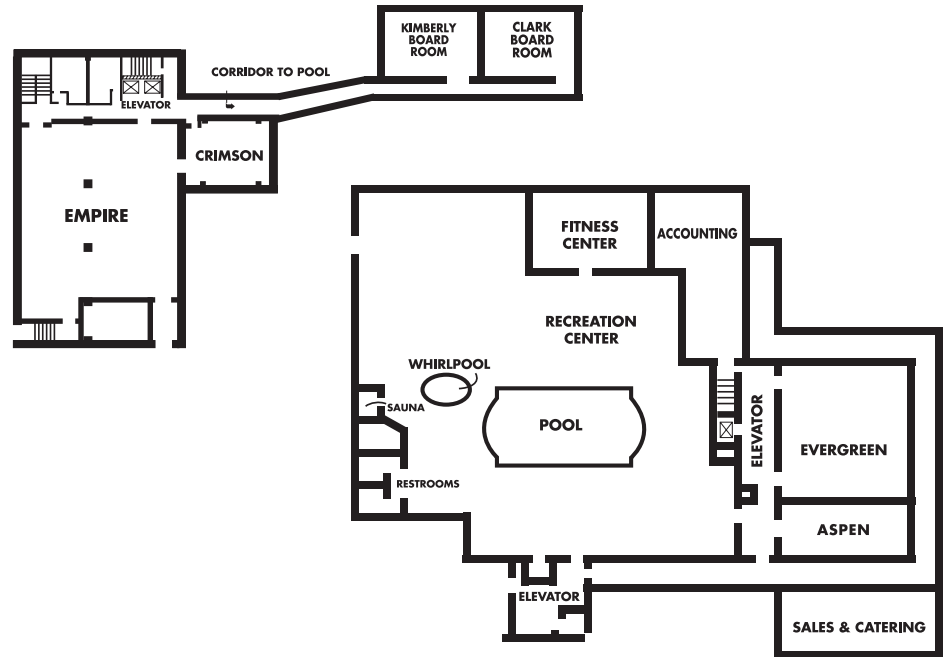 KIMBERLY
BOARD
ROOM
CLARK
BOARD
ROOM
CORRIDOR TO POOL
ELEVATOR
CRIMSON
EMPIRE
FITNESS
CENTER
ACCOUNTING
RECREATION
CENTER
WHIRLPOOL
SAUNA
POOL
ELEVATOR
EVERGREEN
RESTROOMS
ASPEN
ELEVATOR
SALES & CATERING